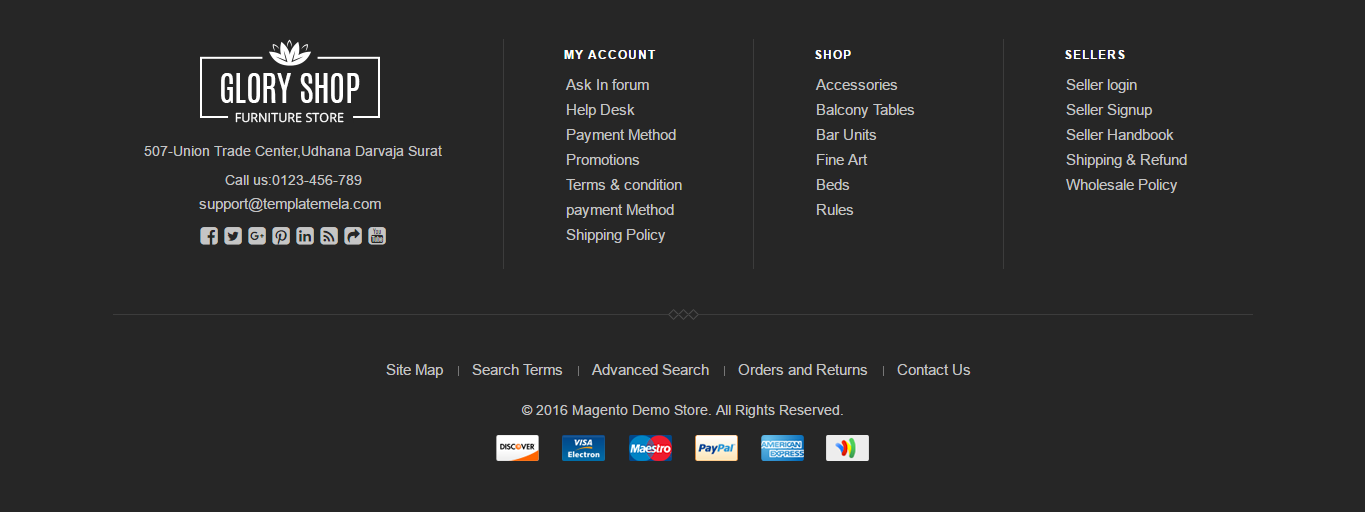 GLORY SHOP
FURNITURE STORE
507-Union Trade Center,Udhana Darvaja Surat
Call us:0123-456-789
support@templatemela.com
You
Tube
MY ACCOUNT
Ask In forum
Help Desk
Payment Method
Promotions
Terms & condition
payment Method
Shipping Policy
SHOP
Accessories
Balcony Tables
Bar Units
Fine Art
Beds
Rules
SELLERS
Seller login
Seller Signup
Seller Handbook
Shipping & Refund
Wholesale Policy
Site Map | Search Terms | Advanced Search | Orders and Returns | Contact Us
© 2016 Magento Demo Store. All Rights Reserved.
DISCOVER
VISA
Electron
Maestro
PayPal
AMERICAN
EXPRESS